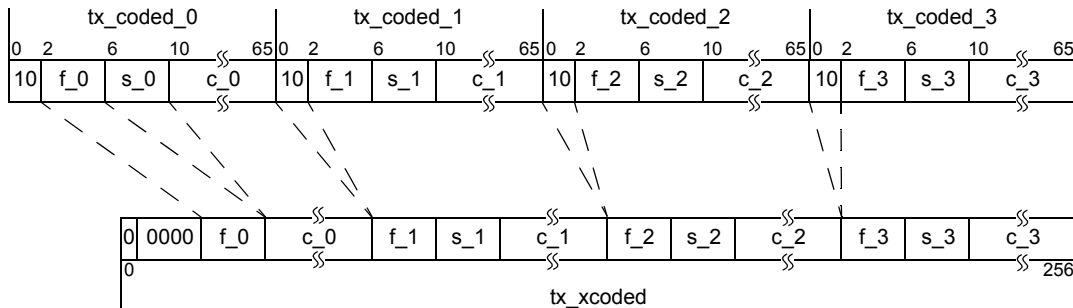 tx_coded_0 tx_coded_1 tx_coded_2 tx_coded_3
0 2 6 10 65 0 2 6 10 65 0 2 6 10 65 0 2 6 10 65
10 f_0 s_0 c_0 10 f_1 s_1 c_1 10 f_2 s_2 c_2 10 f_3 s_3 c_3
0 0000 f_0 c_0 f_1 s_1 c_1 f_2 s_2 c_2 f_3 s_3 c_3
0 256
tx_xcoded